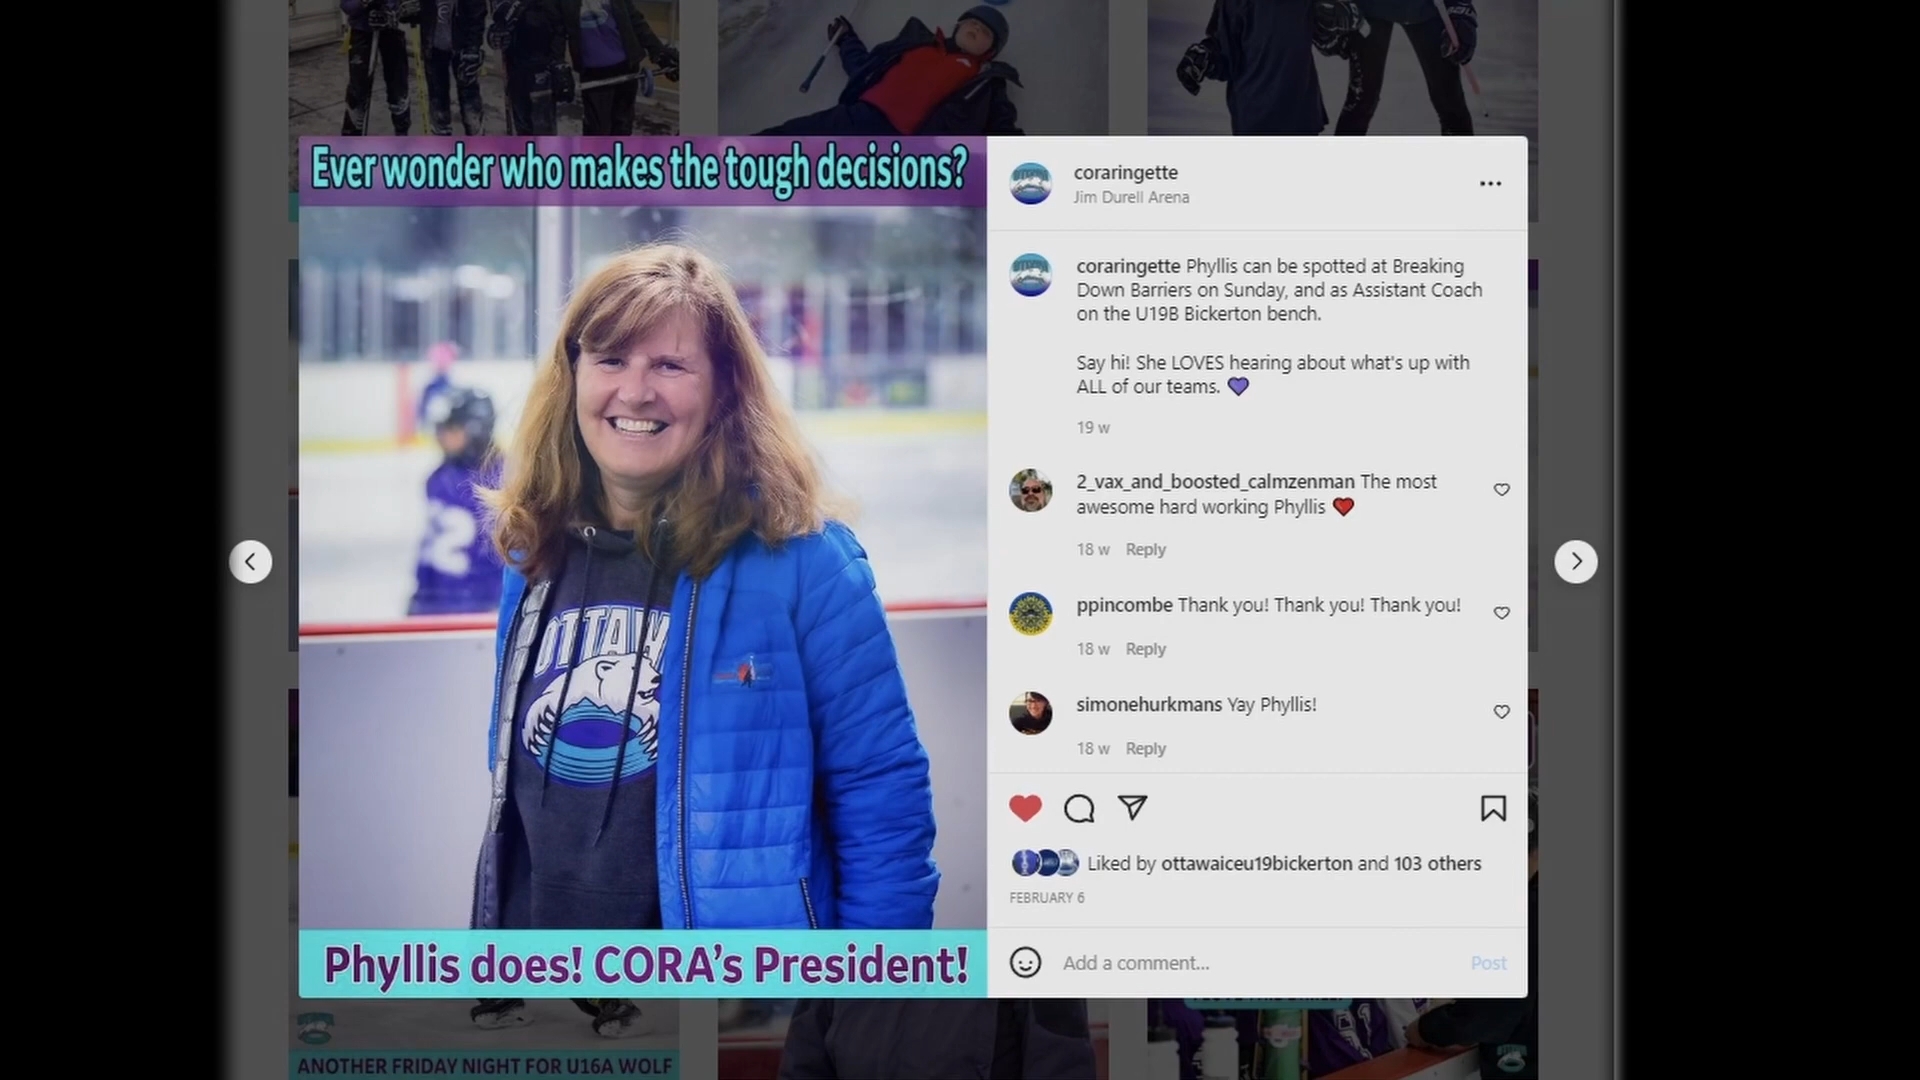 Ever wonder who makes the tough decisions?
OTTAWA
Phyllis does! CORA's President!
coraringette
Jim Durell Arena
coraringette Phyllis can be spotted at Breaking
Down Barriers on Sunday, and as Assistant Coach
on the U19B Bickerton bench.
Say hi! She LOVES hearing about what's up with
ALL of our teams. 💜
19 w
2_vax_and_boosted_calmzenman The most
awesome hard working Phyllis ❤️
18 w Reply
ppincombe Thank you! Thank you! Thank you!
18 w Reply
simonehurkmans Yay Phyllis!
18 w Reply
Liked by ottawaiceu19bickerton and 103 others
FEBRUARY 6
Add a comment... Post
ANOTHER FRIDAY NIGHT FOR U16A WOLF